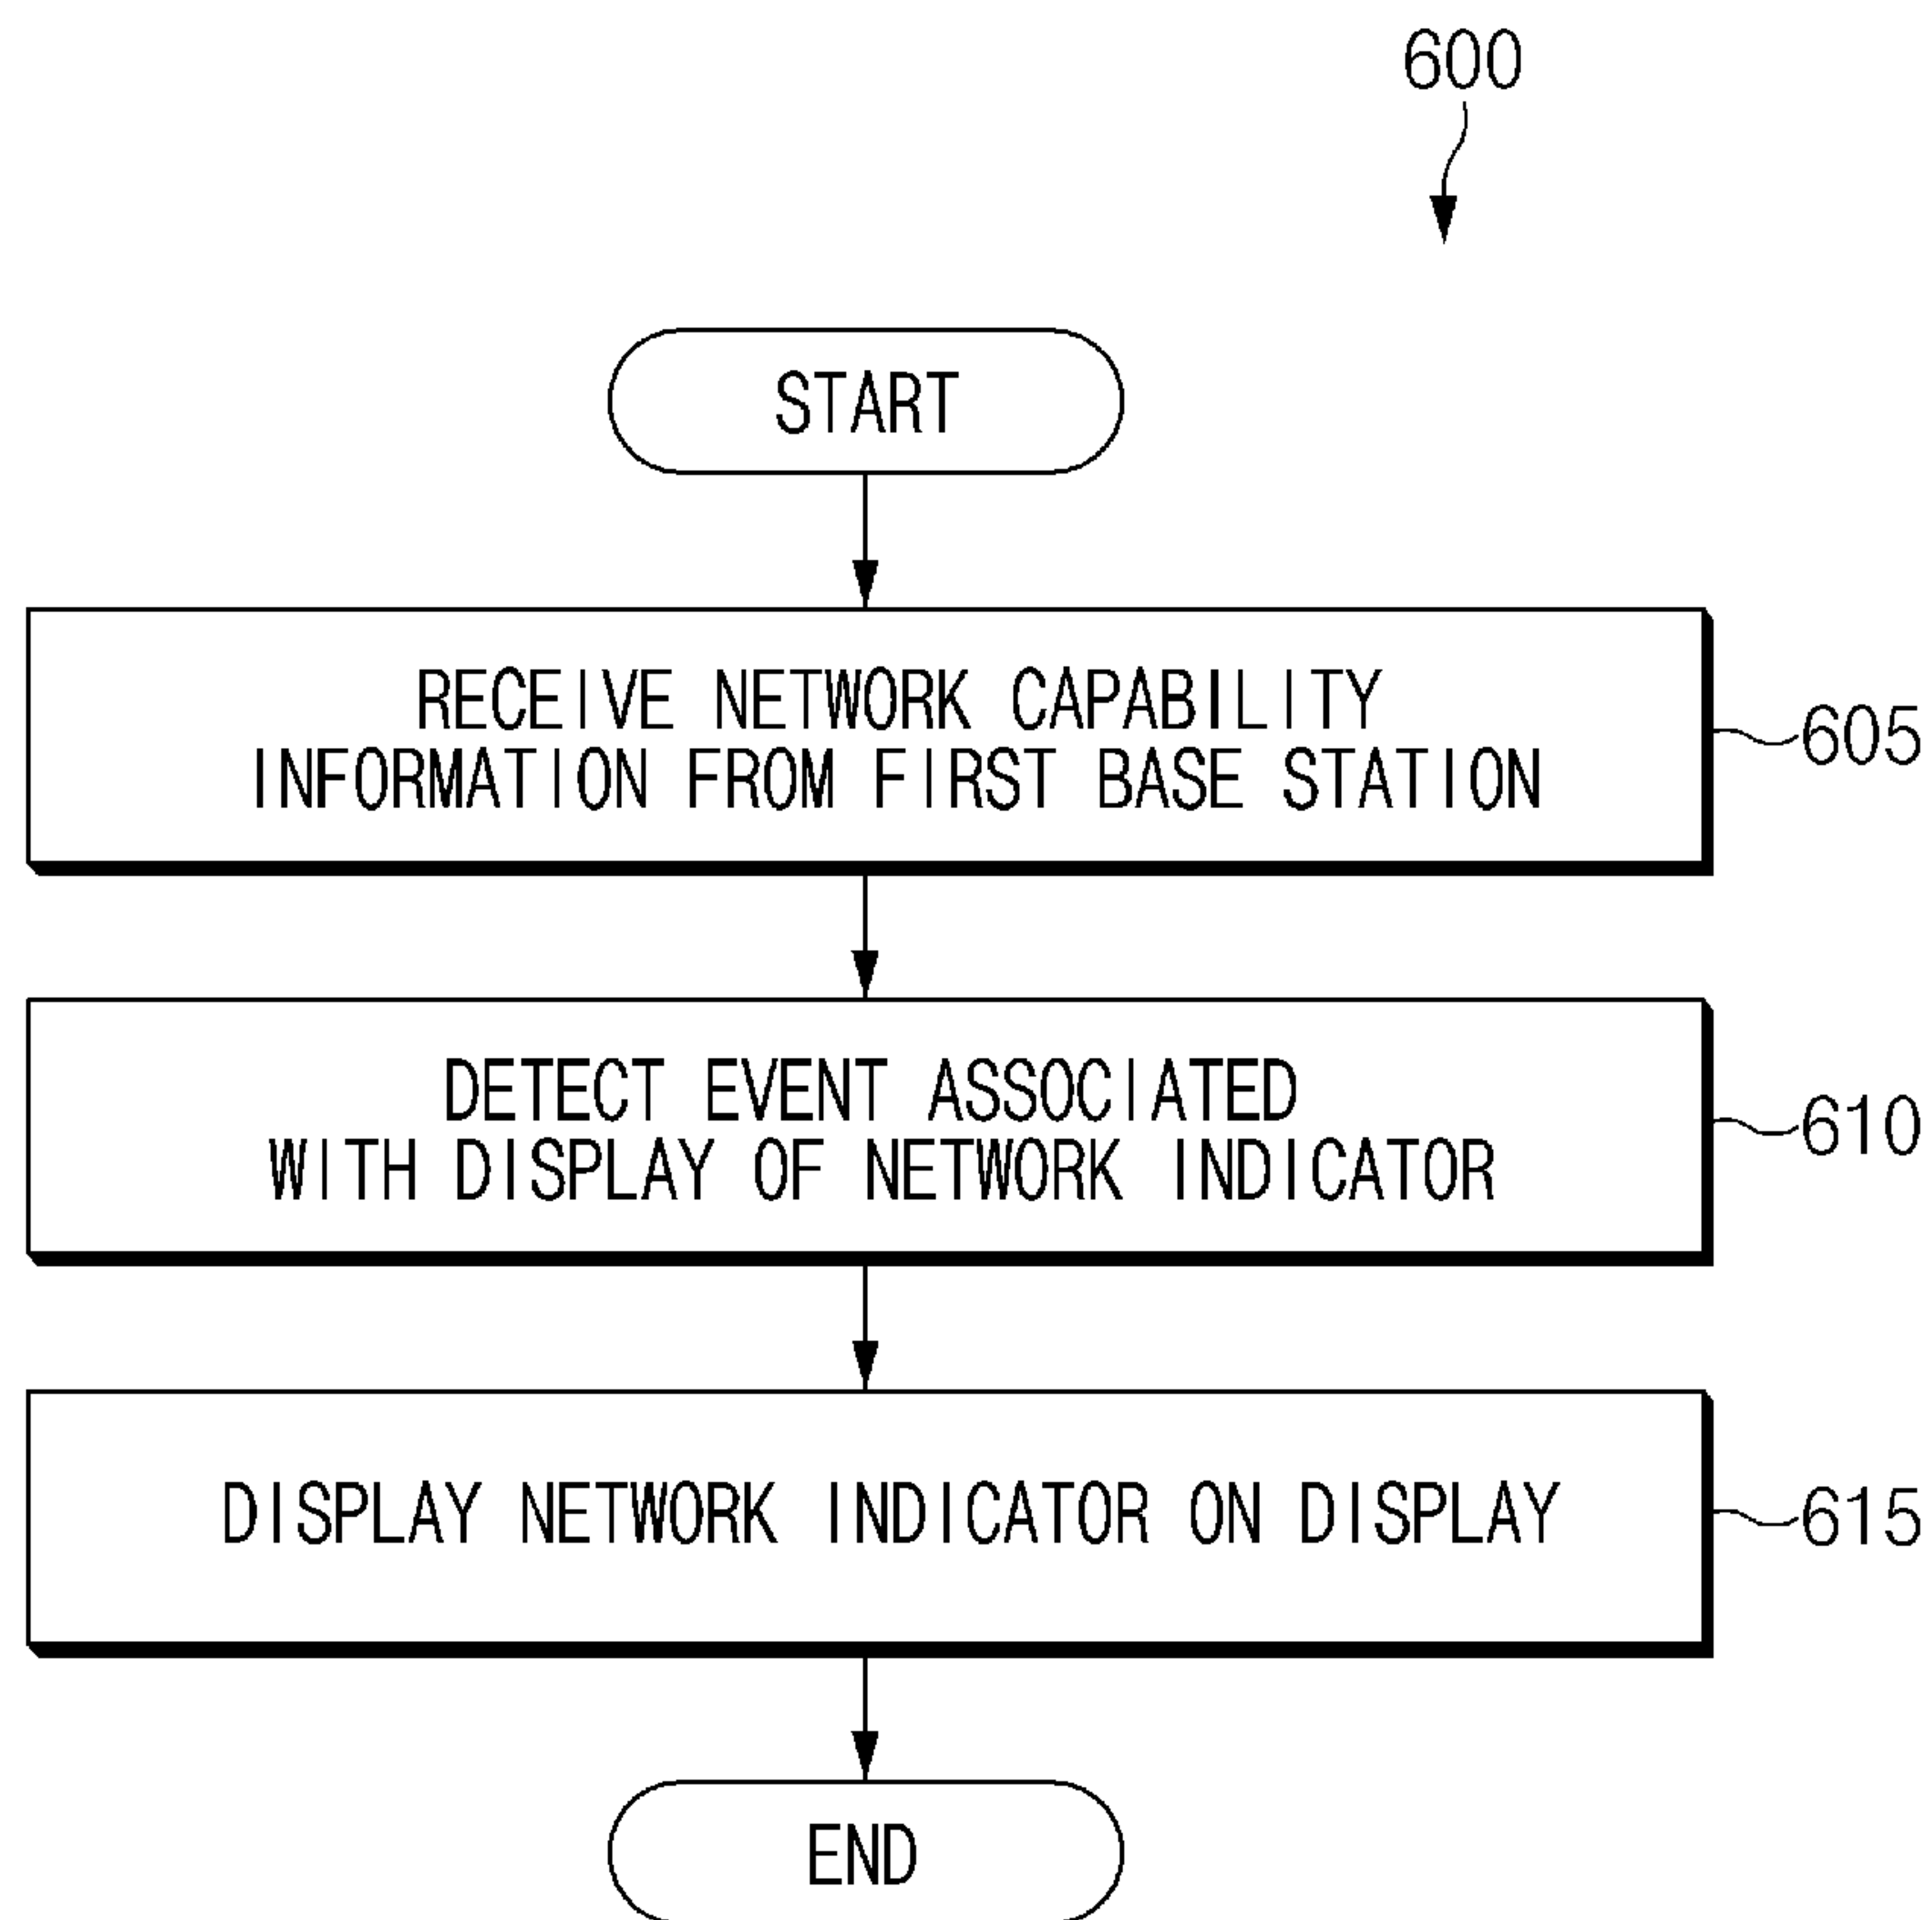 600
START
RECEIVE NETWORK CAPABILITY
INFORMATION FROM FIRST BASE STATION
605
DETECT EVENT ASSOCIATED
WITH DISPLAY OF NETWORK INDICATOR
610
DISPLAY NETWORK INDICATOR ON DISPLAY
615
END